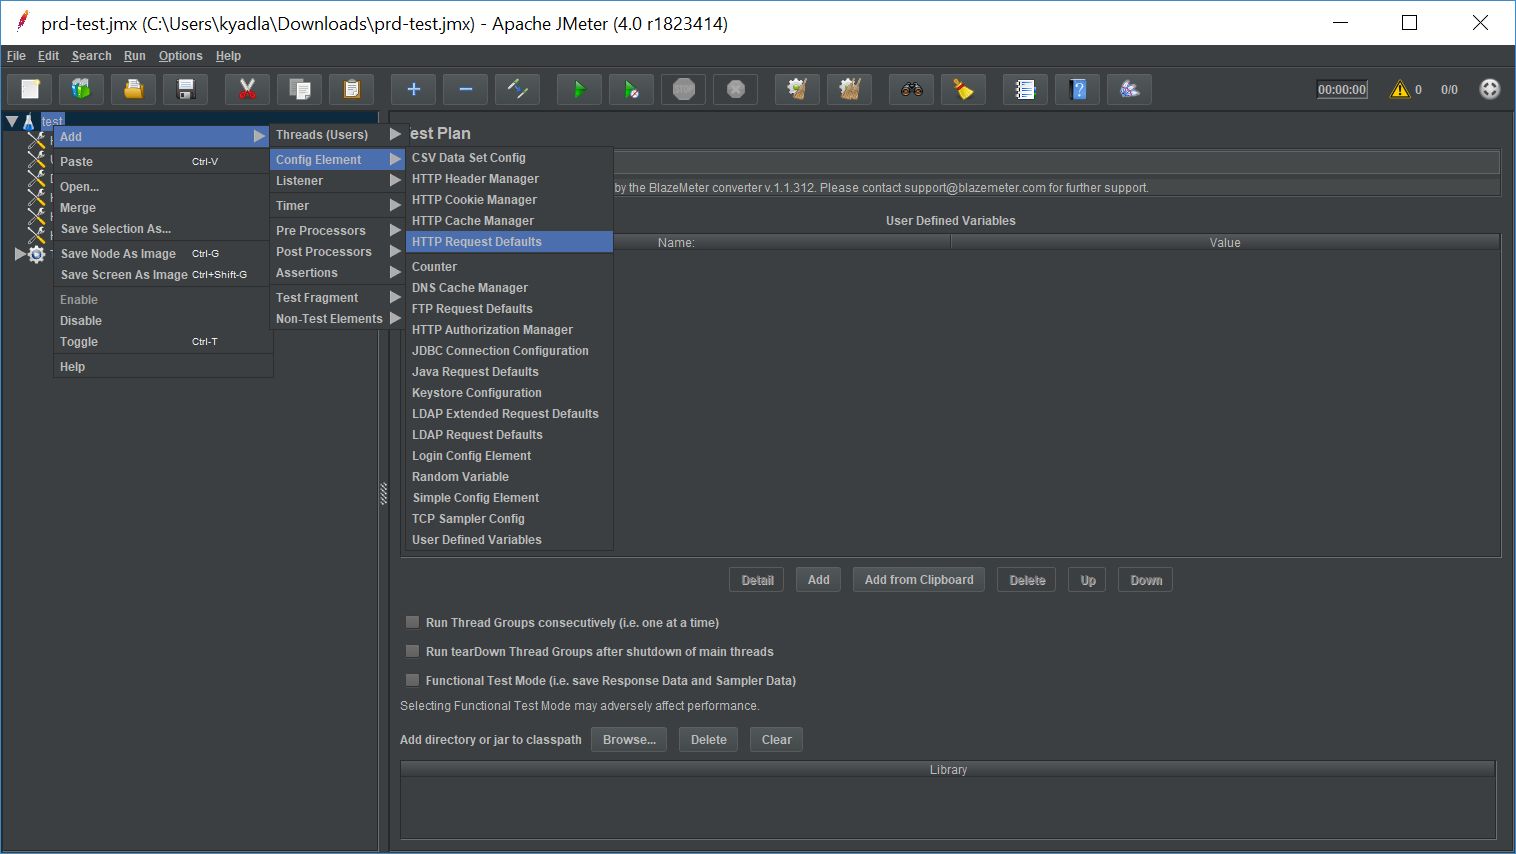 prd-test.jmx (C:\Users\kyadla\Downloads\prd-test.jmx) - Apache JMeter (4.0 r1823414)
File Edit Search Run Options Help
STOP 00:00:00 0 0/0
test
Add
Paste Ctrl-V
Open...
Merge
Save Selection As...
Save Node As Image Ctrl-G
Save Screen As Image Ctrl+Shift-G
Enable
Disable
Toggle Ctrl-T
Help
Threads (Users)
Config Element
Listener
Timer
Pre Processors
Post Processors
Assertions
Test Fragment
Non-Test Elements
CSV Data Set Config
HTTP Header Manager
HTTP Cookie Manager
HTTP Cache Manager
HTTP Request Defaults
Counter
DNS Cache Manager
FTP Request Defaults
HTTP Authorization Manager
JDBC Connection Configuration
Java Request Defaults
Keystore Configuration
LDAP Extended Request Defaults
LDAP Request Defaults
Login Config Element
Random Variable
Simple Config Element
TCP Sampler Config
User Defined Variables
est Plan
by the BlazeMeter converter v.1.1.312. Please contact support@blazemeter.com for further support.
User Defined Variables
Name: Value
Detail Add Add from Clipboard Delete Up Down
Run Thread Groups consecutively (i.e. one at a time)
Run tearDown Thread Groups after shutdown of main threads
Functional Test Mode (i.e. save Response Data and Sampler Data)
Selecting Functional Test Mode may adversely affect performance.
Add directory or jar to classpath Browse... Delete Clear
Library